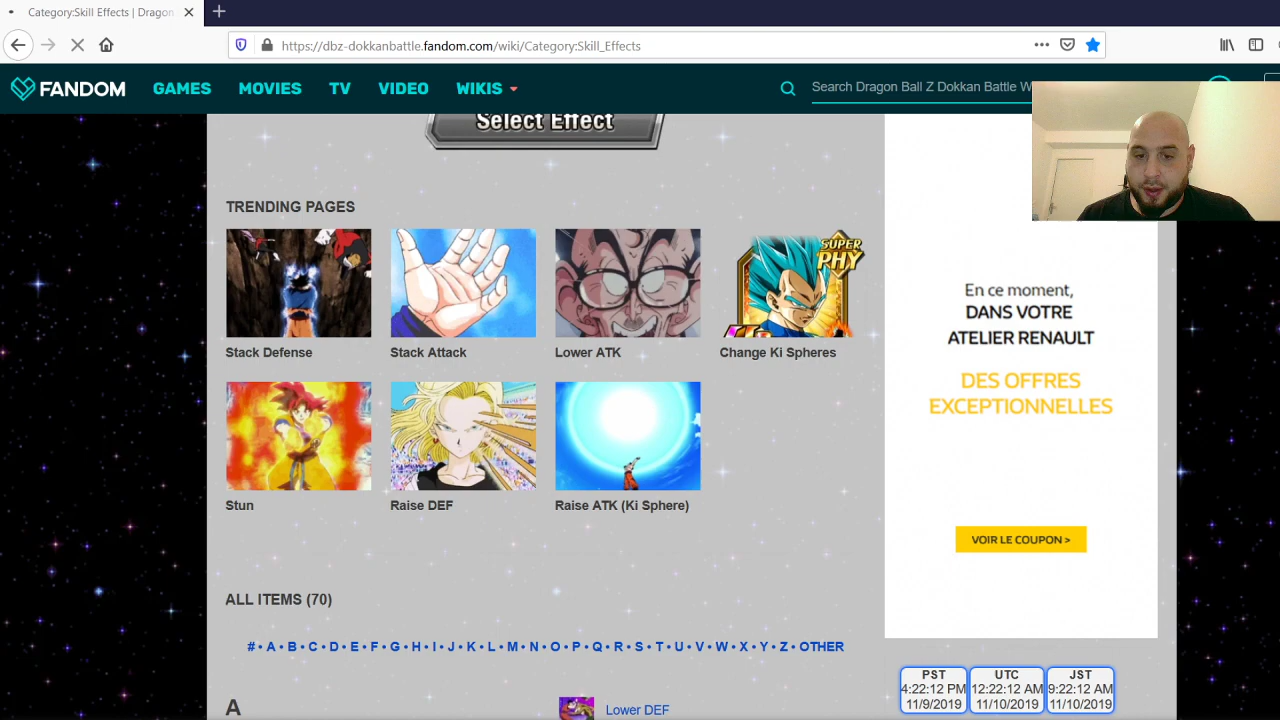 Category:Skill Effects | Dragon
https://dbz-dokkanbattle.fandom.com/wiki/Category:Skill_Effects
FANDOM
GAMES
MOVIES
TV
VIDEO
WIKIS
Search Dragon Ball Z Dokkan Battle W
Select Effect
TRENDING PAGES
SUPER
PHY
Stack Defense
Stack Attack
Lower ATK
Change Ki Spheres
Stun
Raise DEF
Raise ATK (Ki Sphere)
En ce moment,
DANS VOTRE
ATELIER RENAULT
DES OFFRES
EXCEPTIONNELLES
VOIR LE COUPON >
ALL ITEMS (70)
# • A • B • C • D • E • F • G • H • I • J • K • L • M • N • O • P • Q • R • S • T • U • V • W • X • Y • Z • OTHER
A
Lower DEF
PST
4:22:12 PM
11/9/2019
UTC
12:22:12 AM
11/10/2019
JST
9:22:12 AM
11/10/2019